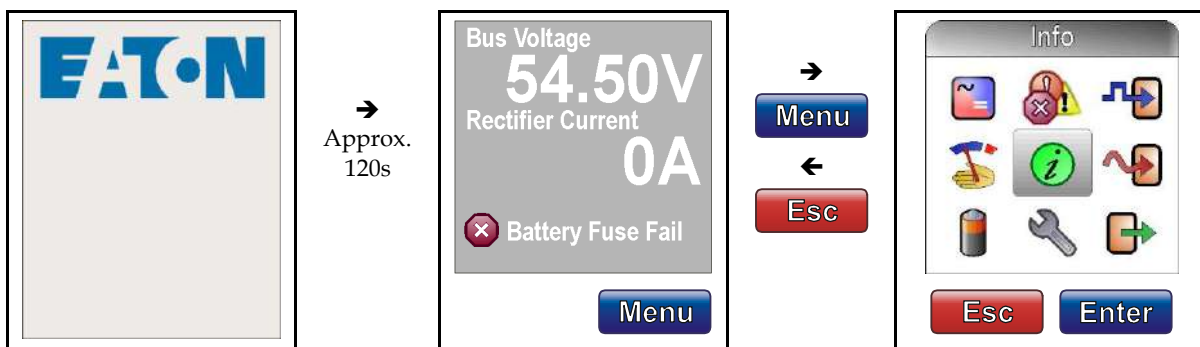 EATON
➔
Approx.
120s
Bus Voltage
54.50V
Rectifier Current
0A
Battery Fuse Fail
Menu
➔
Menu
🡰
Esc
Info
Esc
Enter